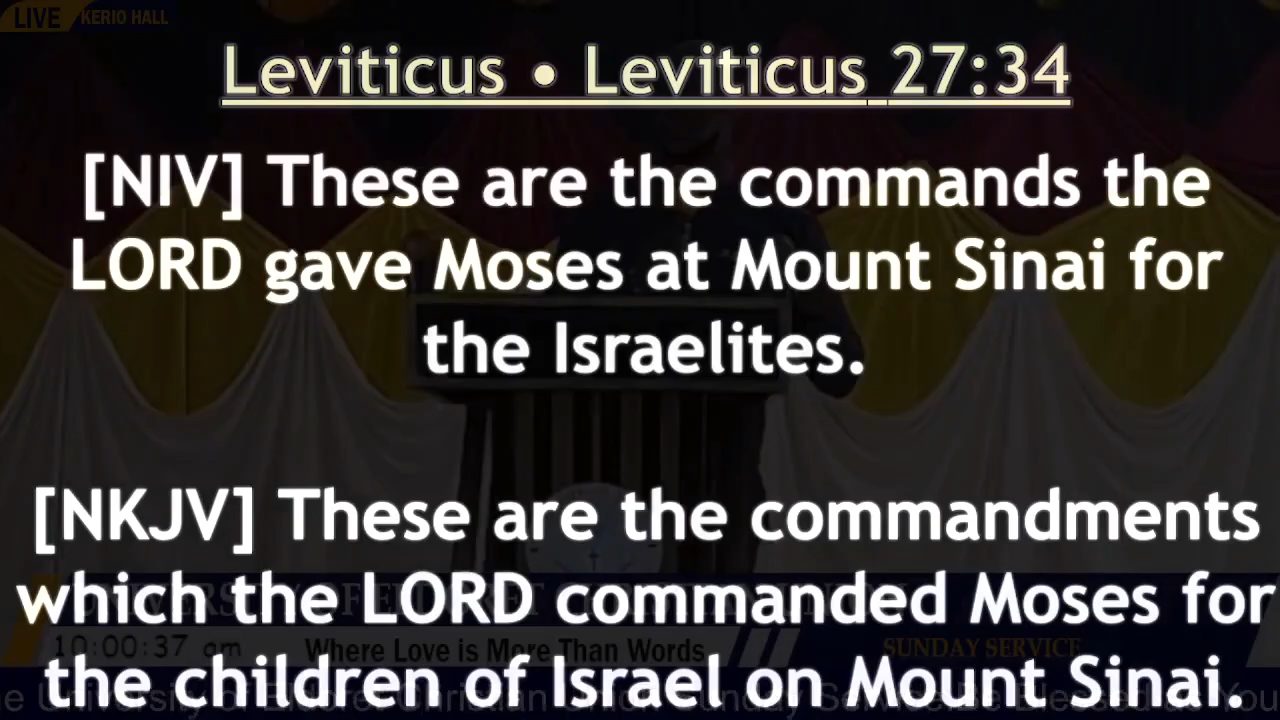 LIVE KERIO HALL
Leviticus • Leviticus 27:34
[NIV] These are the commands the
LORD gave Moses at Mount Sinai for
the Israelites.
[NKJV] These are the commandments
which the LORD commanded Moses for
10:00:37 am Where Love is More Than Words SUNDAY SERVICE
the children of Israel on Mount Sinai.